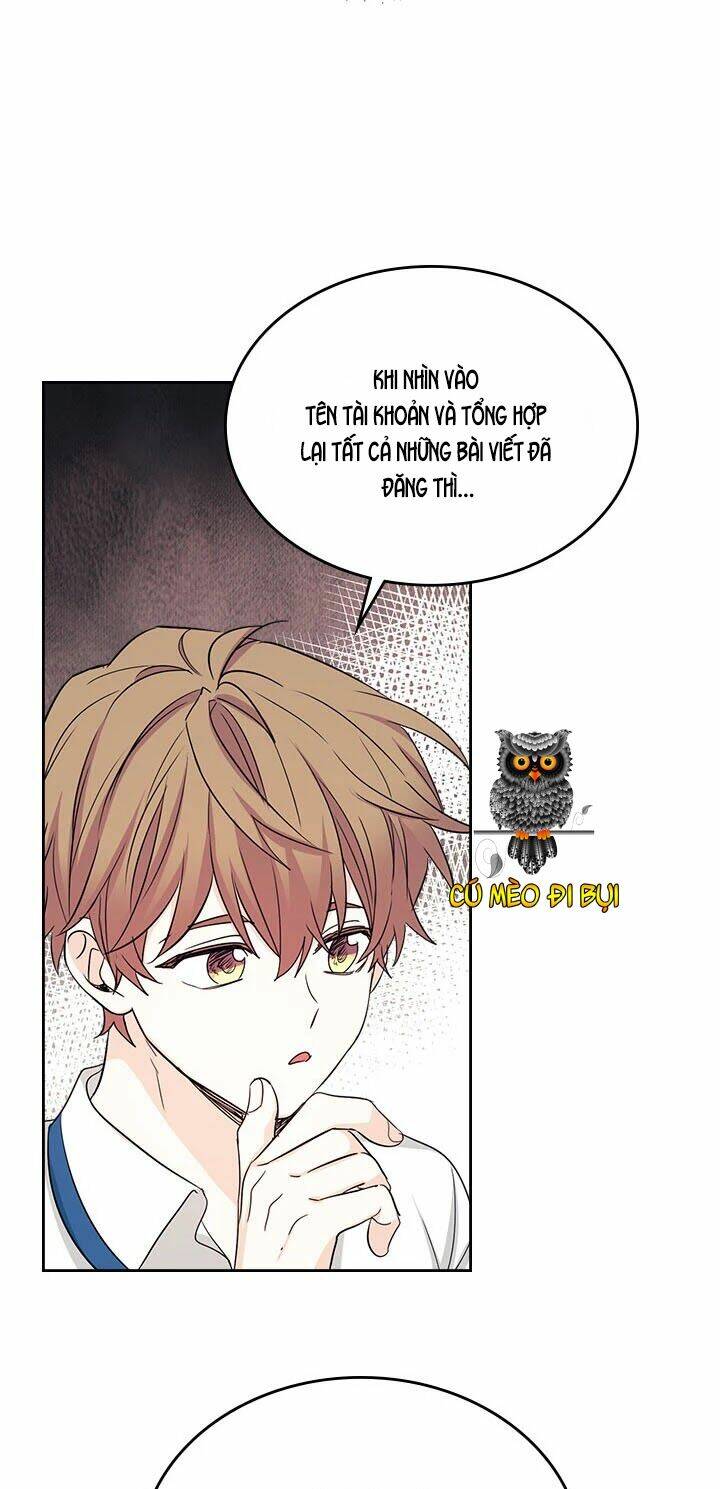 KHI NHÌN VÀO
TÊN TÀI KHOẢN VÀ TỔNG HỢP
LẠI TẤT CẢ NHỮNG BÀI VIẾT ĐÃ
ĐĂNG THÌ...
CÚ MÈO ĐI BỤI